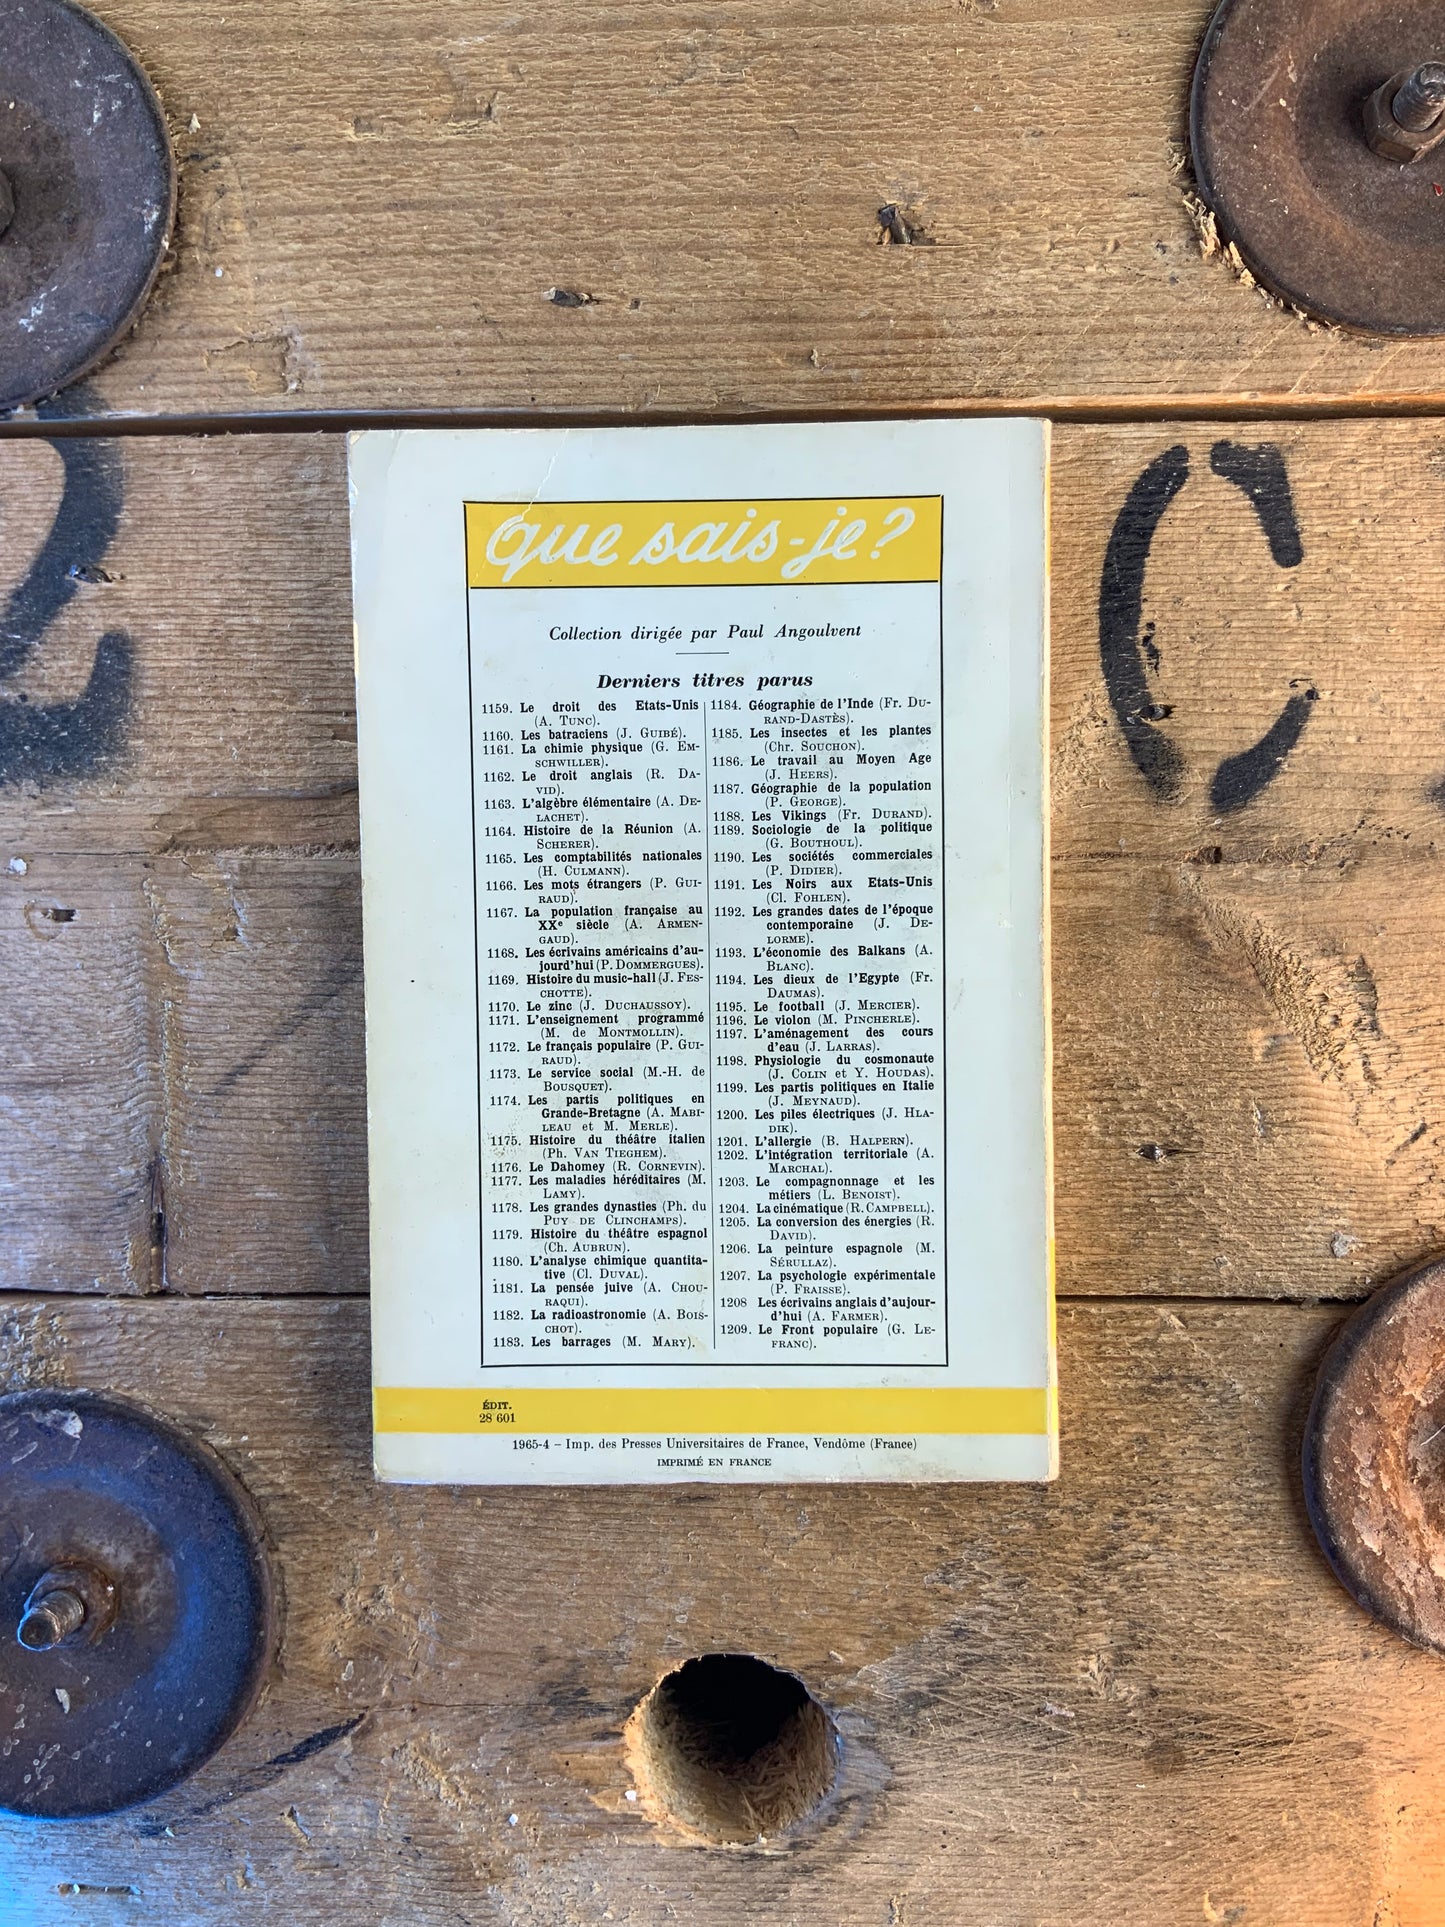 que sais-je?
Collection dirigée par Paul Angoulvent
Derniers titres parus
1159. Le droit des Etats-Unis
(A. TUNC).
1160. Les batraciens (J. GUIBÉ).
1161. La chimie physique (G. EM-
SCHWILLER).
1162. Le droit anglais (R. DA-
VID).
1163. L'algèbre élémentaire (A. DE-
LACHET).
1164. Histoire de la Réunion (A.
SCHERER).
1165. Les comptabilités nationales
(H. CULMANN).
1166. Les mots étrangers (P. GUI-
RAUD).
1167. La population française au
XXe siècle (A. ARMEN-
GAUD).
1168. Les écrivains américains d'au-
jourd'hui (P. DOMMERGUES).
1169. Histoire du music-hall (J. FES-
CHOTTE).
1170. Le zinc (J. DUCHAUSSOY).
1171. L'enseignement programmé
(M. de MONTMOLLIN).
1172. Le français populaire (P. GUI-
RAUD).
1173. Le service social (M.-H. de
BOUSQUET).
1174. Les partis politiques en
Grande-Bretagne (A. MABI-
LEAU et M. MERLE).
1175. Histoire du théâtre italien
(Ph. VAN TIEGHEM).
1176. Le Dahomey (R. CORNEVIN).
1177. Les maladies héréditaires (M.
LAMY).
1178. Les grandes dynasties (Ph. du
PUY DE CLINCHAMPS).
1179. Histoire du théâtre espagnol
(Ch. AUBRUN).
1180. L'analyse chimique quantita-
tive (Cl. DUVAL).
1181. La pensée juive (A. CHOU-
RAQUI).
1182. La radioastronomie (A. BOIS-
CHOT).
1183. Les barrages (M. MARY).
1184. Géographie de l'Inde (Fr. DU-
RAND-DASTÈS).
1185. Les insectes et les plantes
(Chr. SOUCHON).
1186. Le travail au Moyen Age
(J. HEERS).
1187. Géographie de la population
(P. GEORGE).
1188. Les Vikings (Fr. DURAND).
1189. Sociologie de la politique
(G. BOUTHOUL).
1190. Les sociétés commerciales
(P. DIDIER).
1191. Les Noirs aux Etats-Unis
(Cl. FOHLEN).
1192. Les grandes dates de l'époque
contemporaine (J. DE-
LORME).
1193. L'économie des Balkans (A.
BLANC).
1194. Les dieux de l'Egypte (Fr.
DAUMAS).
1195. Le football (J. MERCIER).
1196. Le violon (M. PINCHERLE).
1197. L'aménagement des cours
d'eau (J. LARRAS).
1198. Physiologie du cosmonaute
(J. COLIN et Y. HOUDAS).
1199. Les partis politiques en Italie
(J. MEYNAUD).
1200. Les piles électriques (J. HLA-
DIK).
1201. L'allergie (B. HALPERN).
1202. L'intégration territoriale (A.
MARCHAL).
1203. Le compagnonnage et les
métiers (L. BENOIST).
1204. La cinématique (R. CAMPBELL).
1205. La conversion des énergies (R.
DAVID).
1206. La peinture espagnole (M.
SÉRULLAZ).
1207. La psychologie expérimentale
(P. FRAISSE).
1208 Les écrivains anglais d'aujour-
d'hui (A. FARMER).
1209. Le Front populaire (G. LE-
FRANC).
ÉDIT.
28 601
1965-4 – Imp. des Presses Universitaires de France, Vendôme (France)
IMPRIMÉ EN FRANCE
C